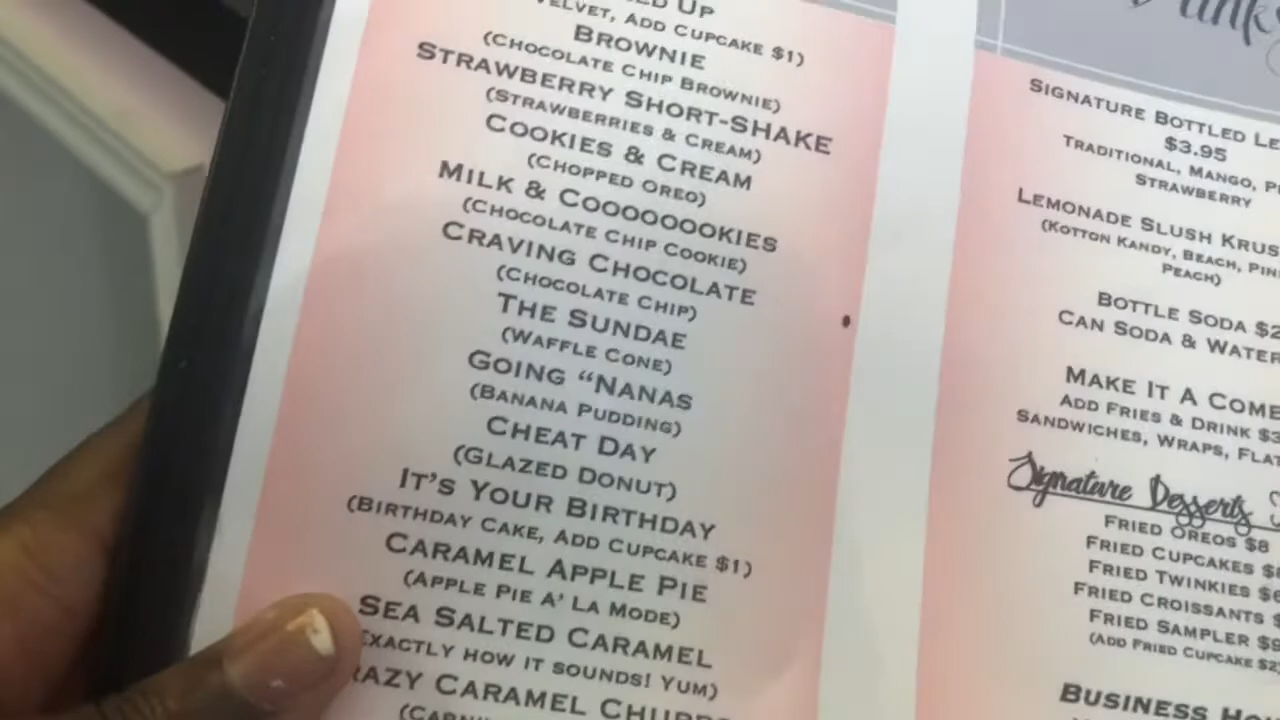 UP
VELVET, ADD CUPCAKE $1)
BROWNIE
(CHOCOLATE CHIP BROWNIE)
STRAWBERRY SHORT-SHAKE
(STRAWBERRIES & CREAM)
COOKIES & CREAM
(CHOPPED OREO)
MILK & COOOOOOOKIES
(CHOCOLATE CHIP COOKIE)
CRAVING CHOCOLATE
(CHOCOLATE CHIP)
THE SUNDAE
(WAFFLE CONE)
GOING “NANAS
(BANANA PUDDING)
CHEAT DAY
(GLAZED DONUT)
IT'S YOUR BIRTHDAY
(BIRTHDAY CAKE, ADD CUPCAKE $1)
CARAMEL APPLE PIE
(APPLE PIE A' LA MODE)
SEA SALTED CARAMEL
EXACTLY HOW IT SOUNDS! YUM)
CARAMEL
SIGNATURE BOTTLED
$3.95
TRADITIONAL, MANGO,
STRAWBERRY
LEMONADE SLUSH
(KOTTON KANDY, BEACH,
PEACH)
BOTTLE SODA
CAN SODA & WATER
MAKE IT A
ADD FRIES & DRINK
SANDWICHES, WRAPS,
Signature Desserts
FRIED OREOS $8
FRIED CUPCAKES
FRIED TWINKIES
FRIED CROISSANTS
FRIED SAMPLER
(ADD FRIED CUPCAKE
BUSINESS